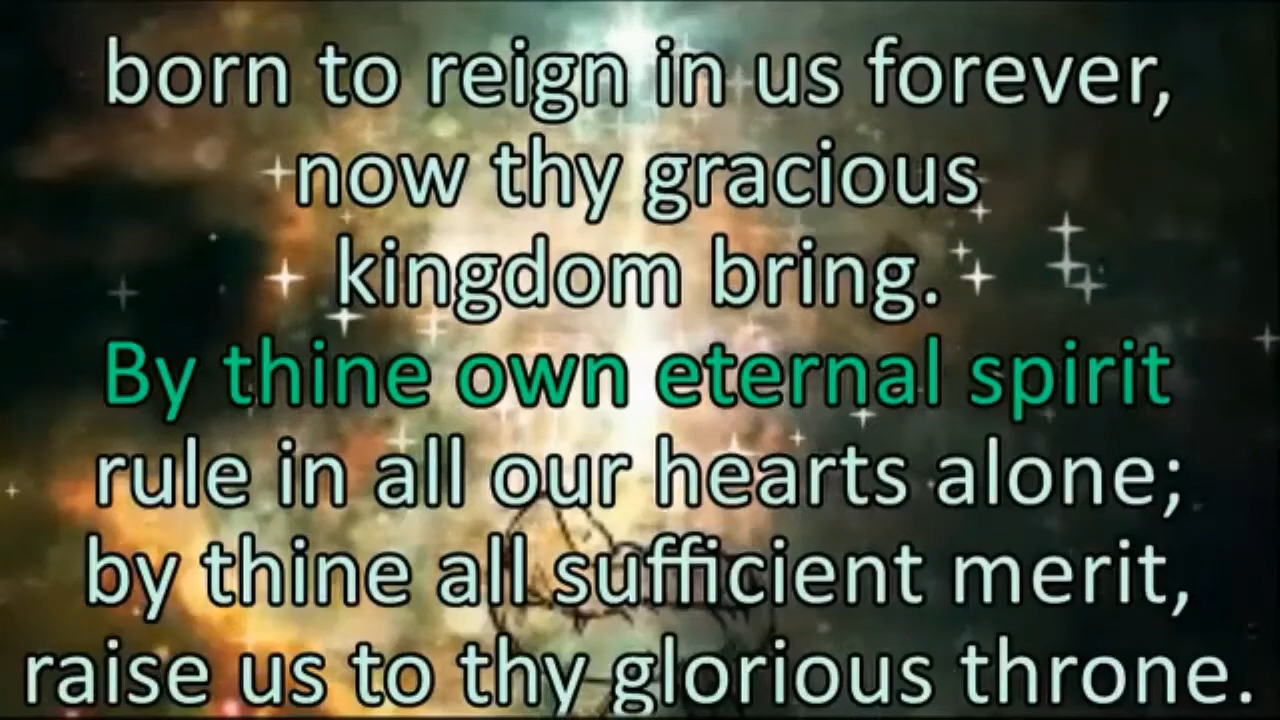 born to reign in us forever,
now thy gracious
kingdom bring.
By thine own eternal spirit
rule in all our hearts alone;
by thine all sufficient merit,
raise us to thy glorious throne.